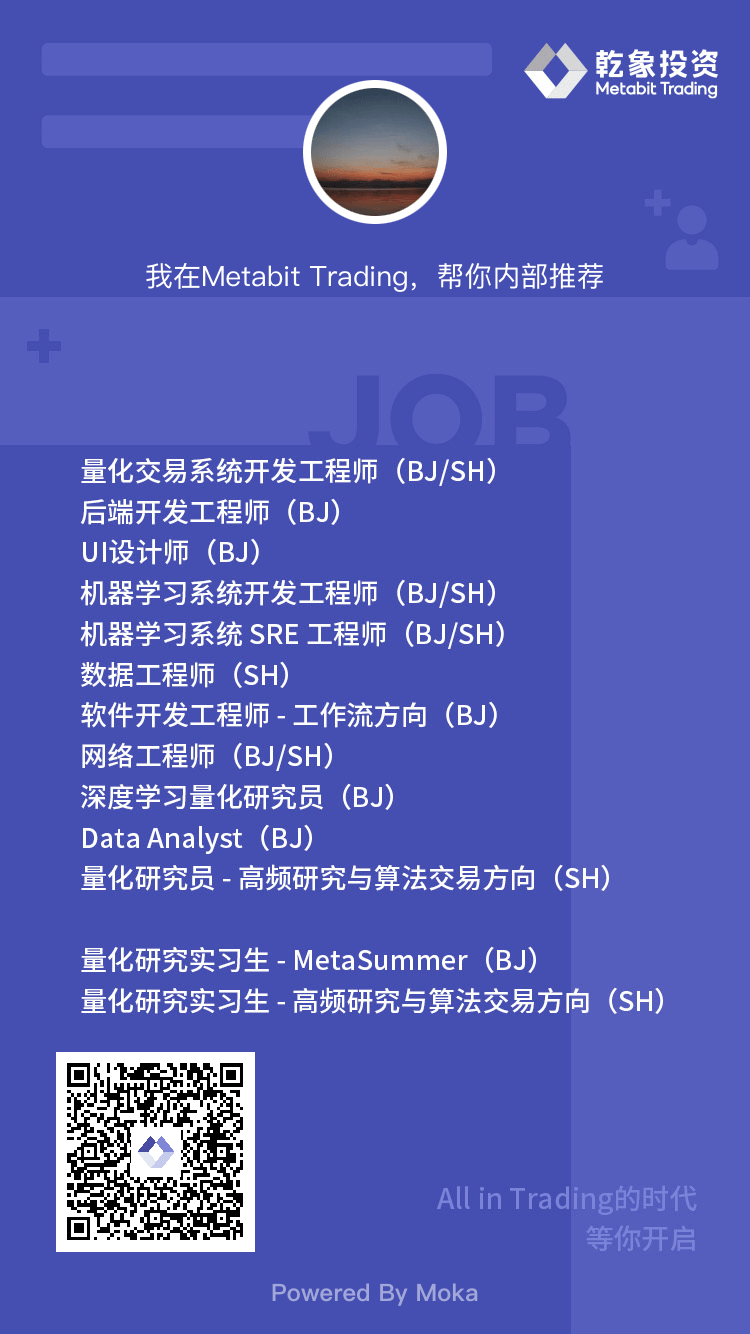 乾象投资
Metabit Trading
我在Metabit Trading，帮你内部推荐
JOB
量化交易系统开发工程师（BJ/SH）
后端开发工程师（BJ）
UI设计师（BJ）
机器学习系统开发工程师（BJ/SH）
机器学习系统 SRE 工程师（BJ/SH）
数据工程师（SH）
软件开发工程师 - 工作流方向（BJ）
网络工程师（BJ/SH）
深度学习量化研究员（BJ）
Data Analyst（BJ）
量化研究员 - 高频研究与算法交易方向（SH）
量化研究实习生 - MetaSummer（BJ）
量化研究实习生 - 高频研究与算法交易方向（SH）
All in Trading的时代
等你开启
Powered By Moka